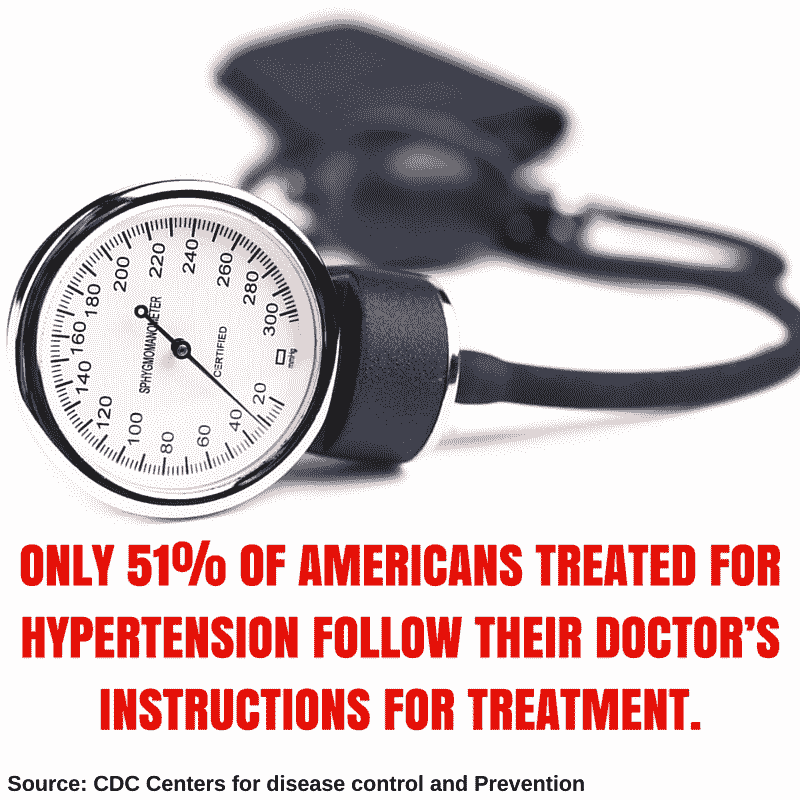 300
280
260
240
220
200
180
160
140
120
100
80
60
40
20
SPHYGMOMANOMETER
CERTIFIED
mmHg
ONLY 51% OF AMERICANS TREATED FOR
HYPERTENSION FOLLOW THEIR DOCTOR’S
INSTRUCTIONS FOR TREATMENT.
Source: CDC Centers for disease control and Prevention